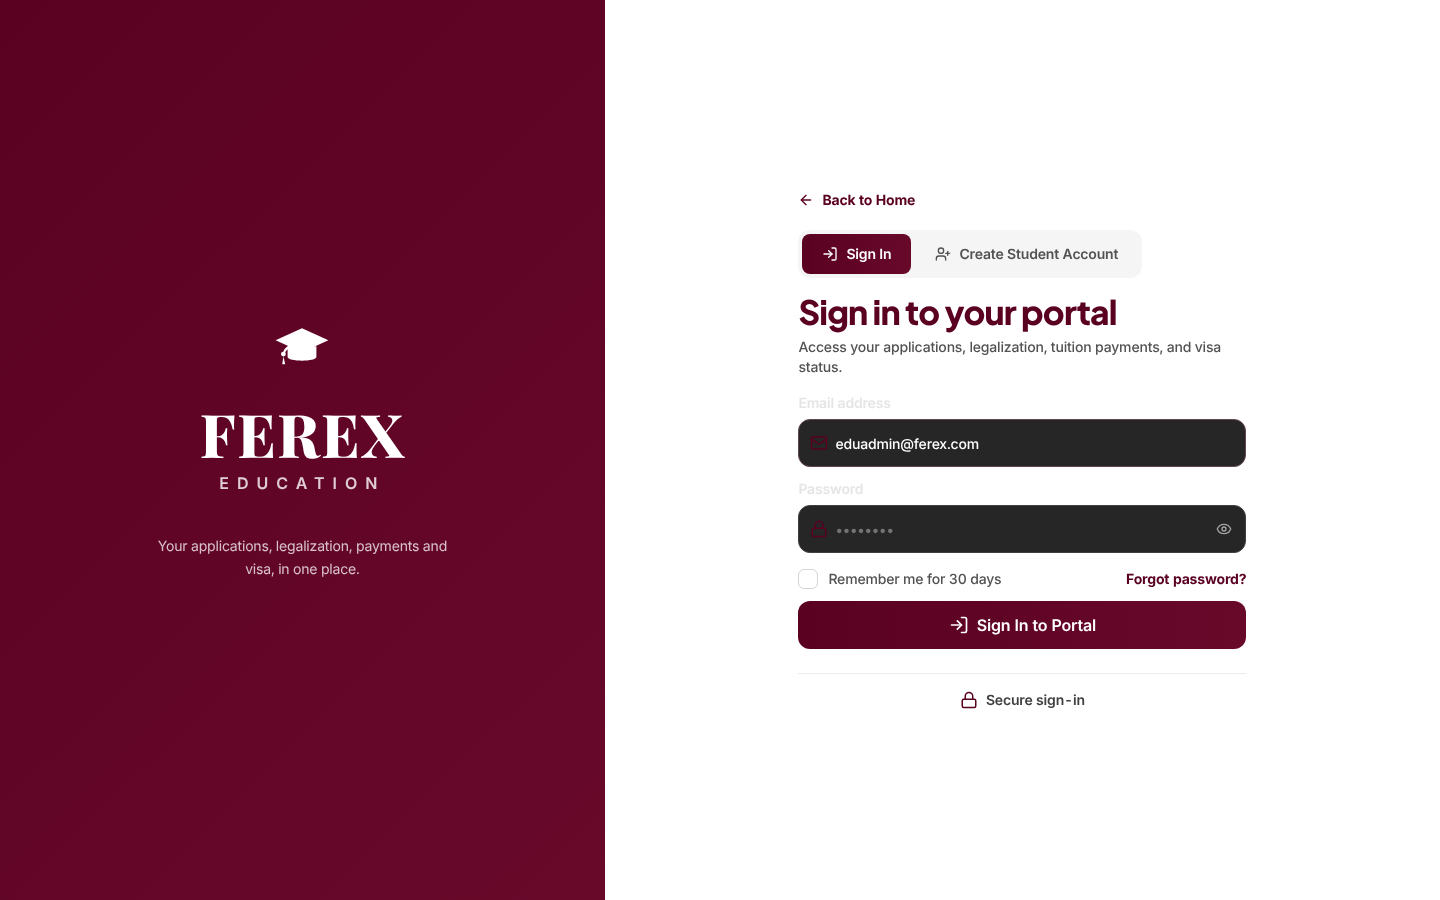 FEREX
EDUCATION
Your applications, legalization, payments and
visa, in one place.
Back to Home
Sign In
Create Student Account
Sign in to your portal
Access your applications, legalization, tuition payments, and visa
status.
Email address
eduadmin@ferex.com
Password
••••••••
Remember me for 30 days
Forgot password?
Sign In to Portal
Secure sign-in